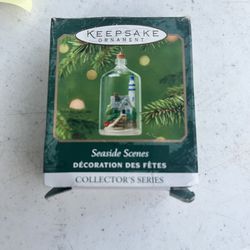 KEEPSAKE
ORNAMENT
Seaside Scenes
DÉCORATION DES FÊTES
COLLECTOR'S SERIES